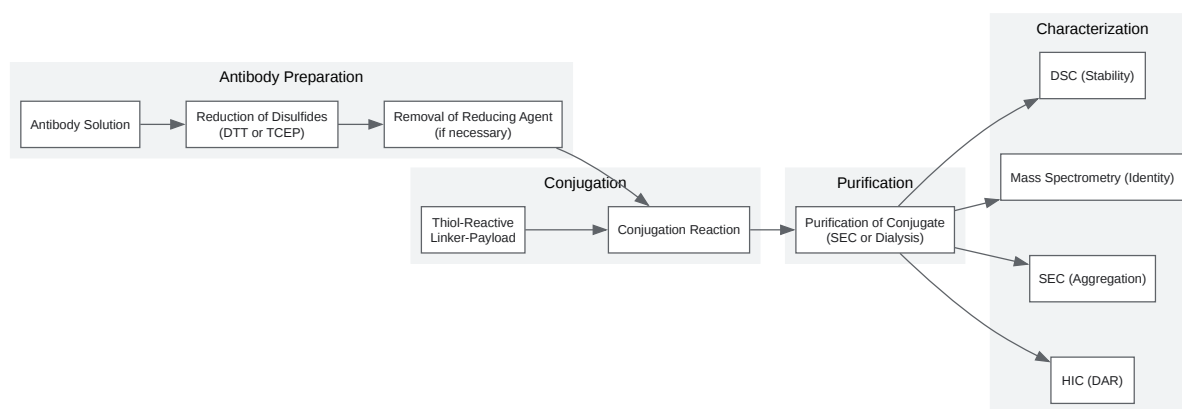 Antibody Preparation
Antibody Solution
Reduction of Disulfides
(DTT or TCEP)
Removal of Reducing Agent
(if necessary)
Conjugation
Thiol-Reactive
Linker-Payload
Conjugation Reaction
Purification
Purification of Conjugate
(SEC or Dialysis)
Characterization
DSC (Stability)
Mass Spectrometry (Identity)
SEC (Aggregation)
HIC (DAR)